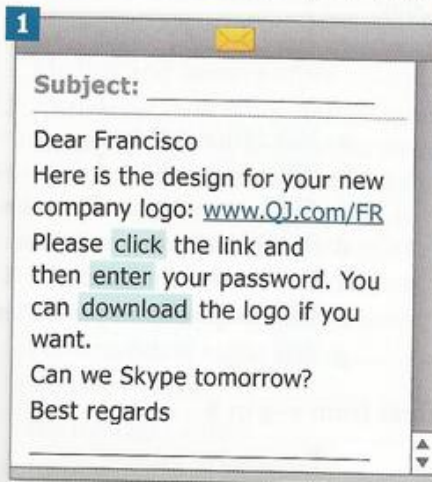 1
Subject:
Dear Francisco
Here is the design for your new
company logo: www.QJ.com/FR
Please click the link and
then enter your password. You
can download the logo if you
want.
Can we Skype tomorrow?
Best regards